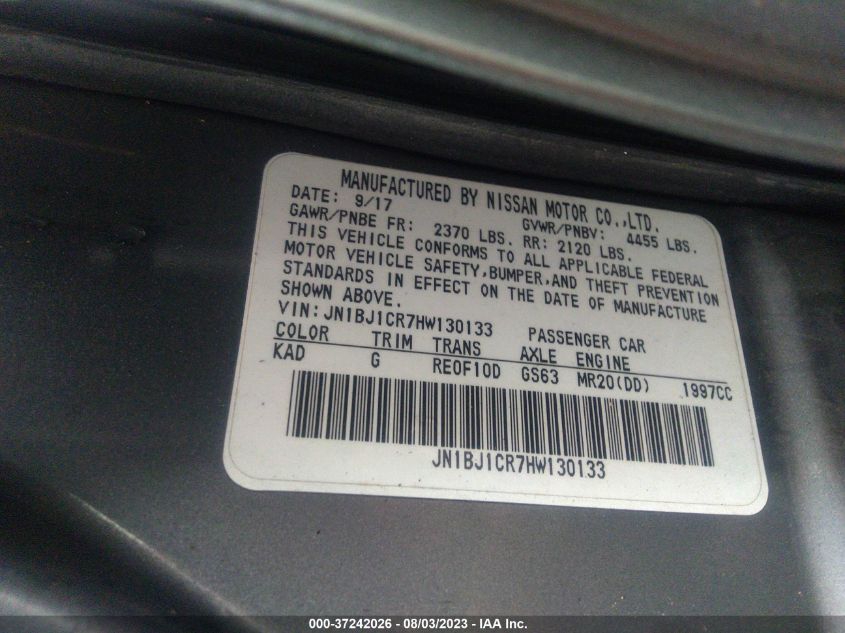 MANUFACTURED BY NISSAN MOTOR CO.,LTD.
DATE: 9/17 GVWR/PNBV: 4455 LBS.
GAWR/PNBE FR: 2370 LBS. RR: 2120 LBS.
THIS VEHICLE CONFORMS TO ALL APPLICABLE FEDERAL
MOTOR VEHICLE SAFETY,BUMPER,AND THEFT PREVENTION
STANDARDS IN EFFECT ON THE DATE OF MANUFACTURE
SHOWN ABOVE.
VIN:JN1BJ1CR7HW130133 PASSENGER CAR
COLOR TRIM TRANS AXLE ENGINE
KAD G RE0F10D GS63 MR20(DD) 1997CC
JN1BJ1CR7HW130133
000-37242026 - 08/03/2023 - IAA Inc.